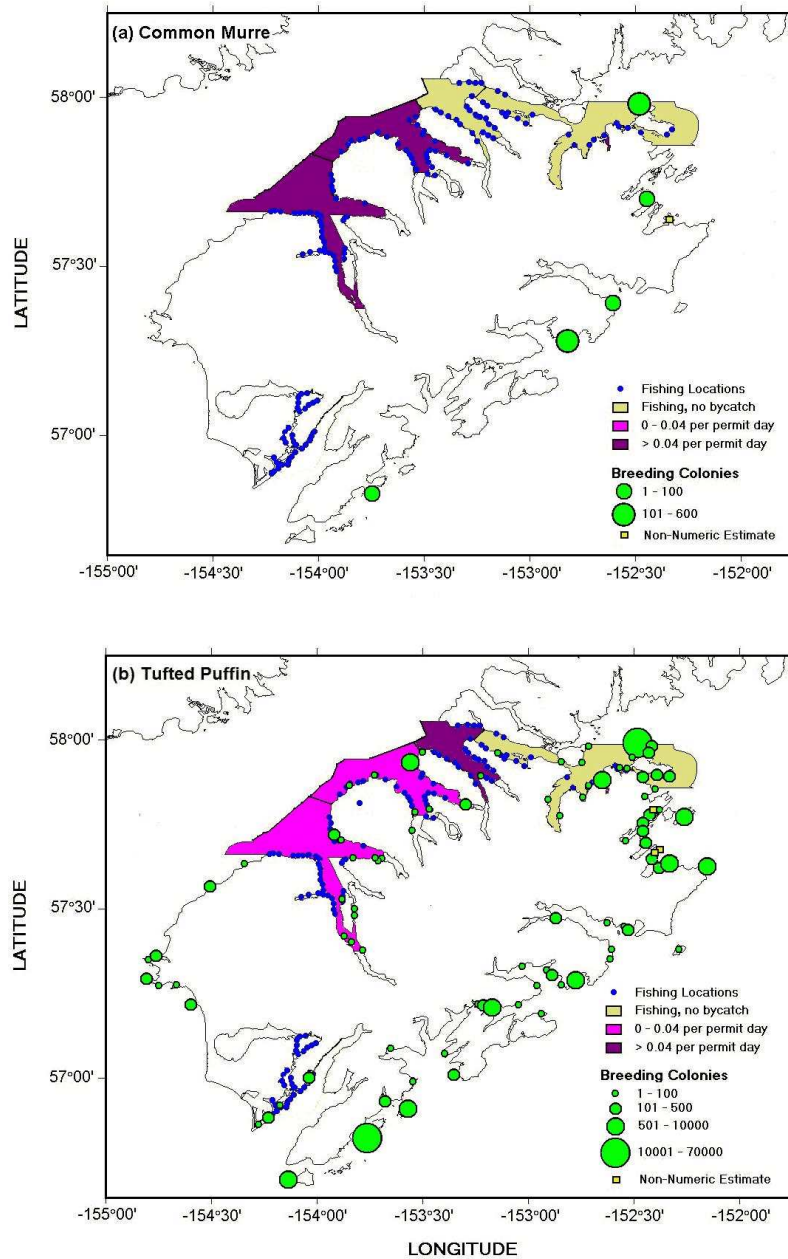 (a) Common Murre
58°00'
57°30'
57°00'
LATITUDE
Fishing Locations
Fishing, no bycatch
0 - 0.04 per permit day
> 0.04 per permit day
Breeding Colonies
1 - 100
101 - 600
Non-Numeric Estimate
-155°00'
-154°30'
-154°00'
-153°30'
-153°00'
-152°30'
-152°00'
(b) Tufted Puffin
58°00'
57°30'
57°00'
LATITUDE
Fishing Locations
Fishing, no bycatch
0 - 0.04 per permit day
> 0.04 per permit day
Breeding Colonies
1 - 100
101 - 500
501 - 10000
10001 - 70000
Non-Numeric Estimate
-155°00'
-154°30'
-154°00'
-153°30'
-153°00'
-152°30'
-152°00'
LONGITUDE